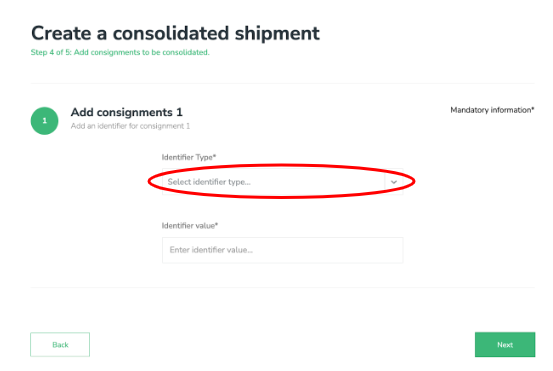 Create a consolidated shipment
Step 4 of 5: Add consignments to be consolidated.
1
Add consignments 1
Mandatory information*
Add an identifier for consignment 1
Identifier Type*
Select identifier type...
Identifier value*
Enter identifier value...
Back
Next